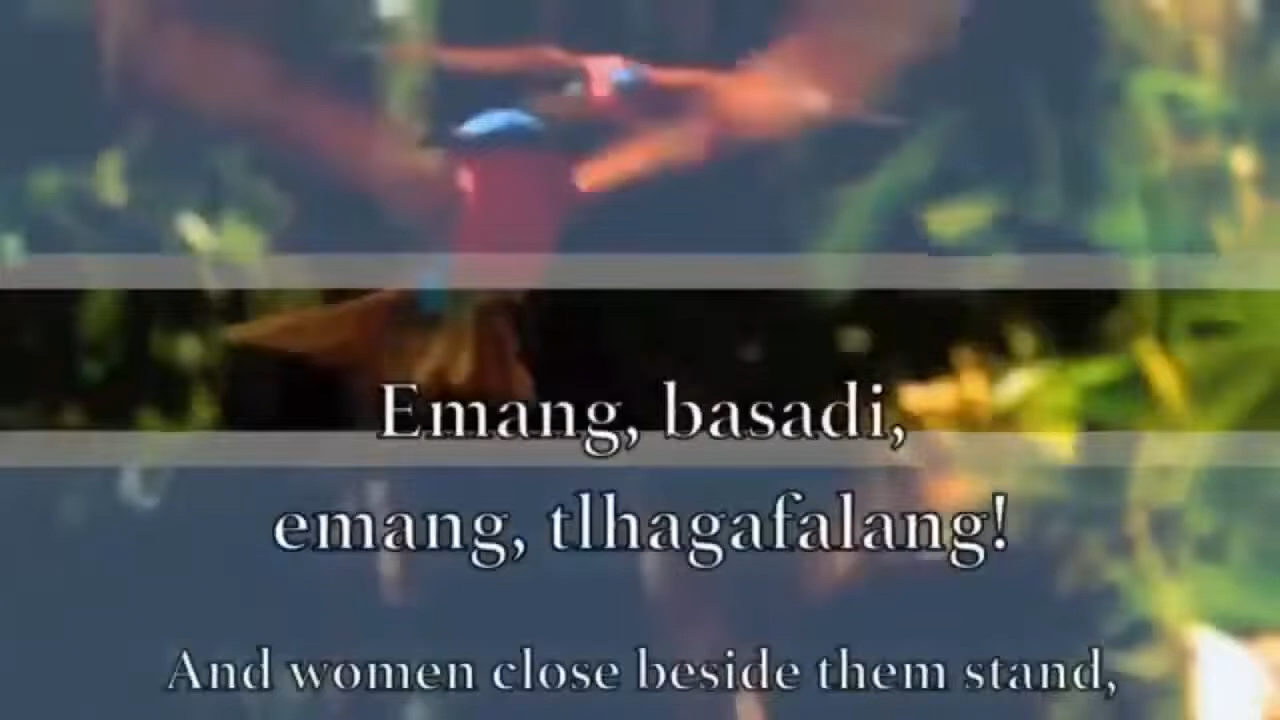 Emang, basadi,
emang, tlhagafalang!
And women close beside them stand,